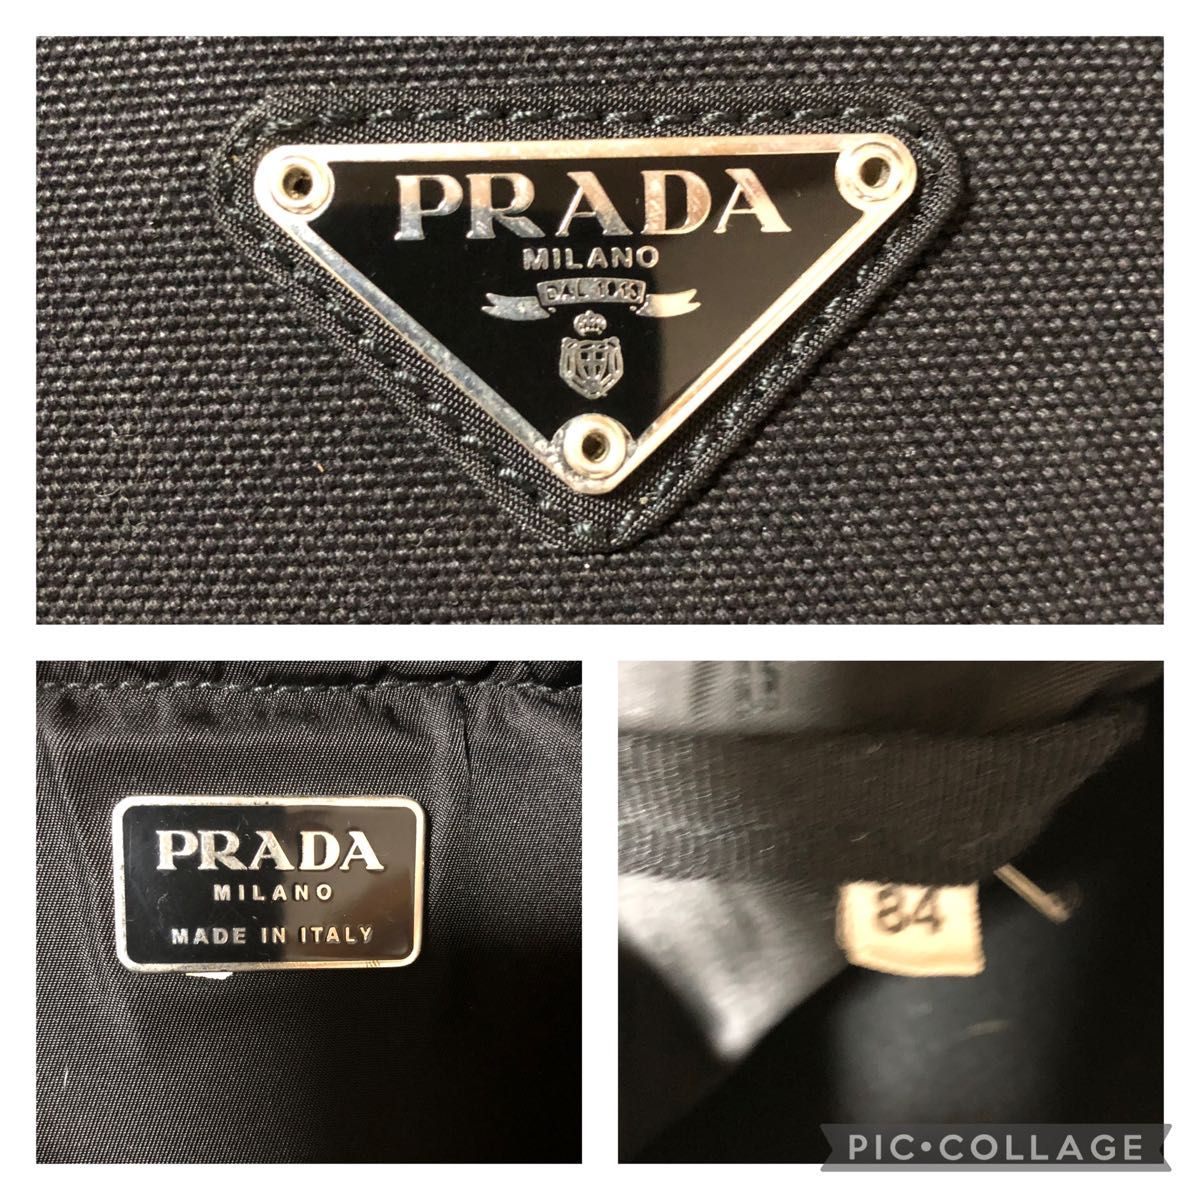 PRADA
MILANO
DAL 1913
PRADA
MILANO
MADE IN ITALY
84
PIC•COLLAGE